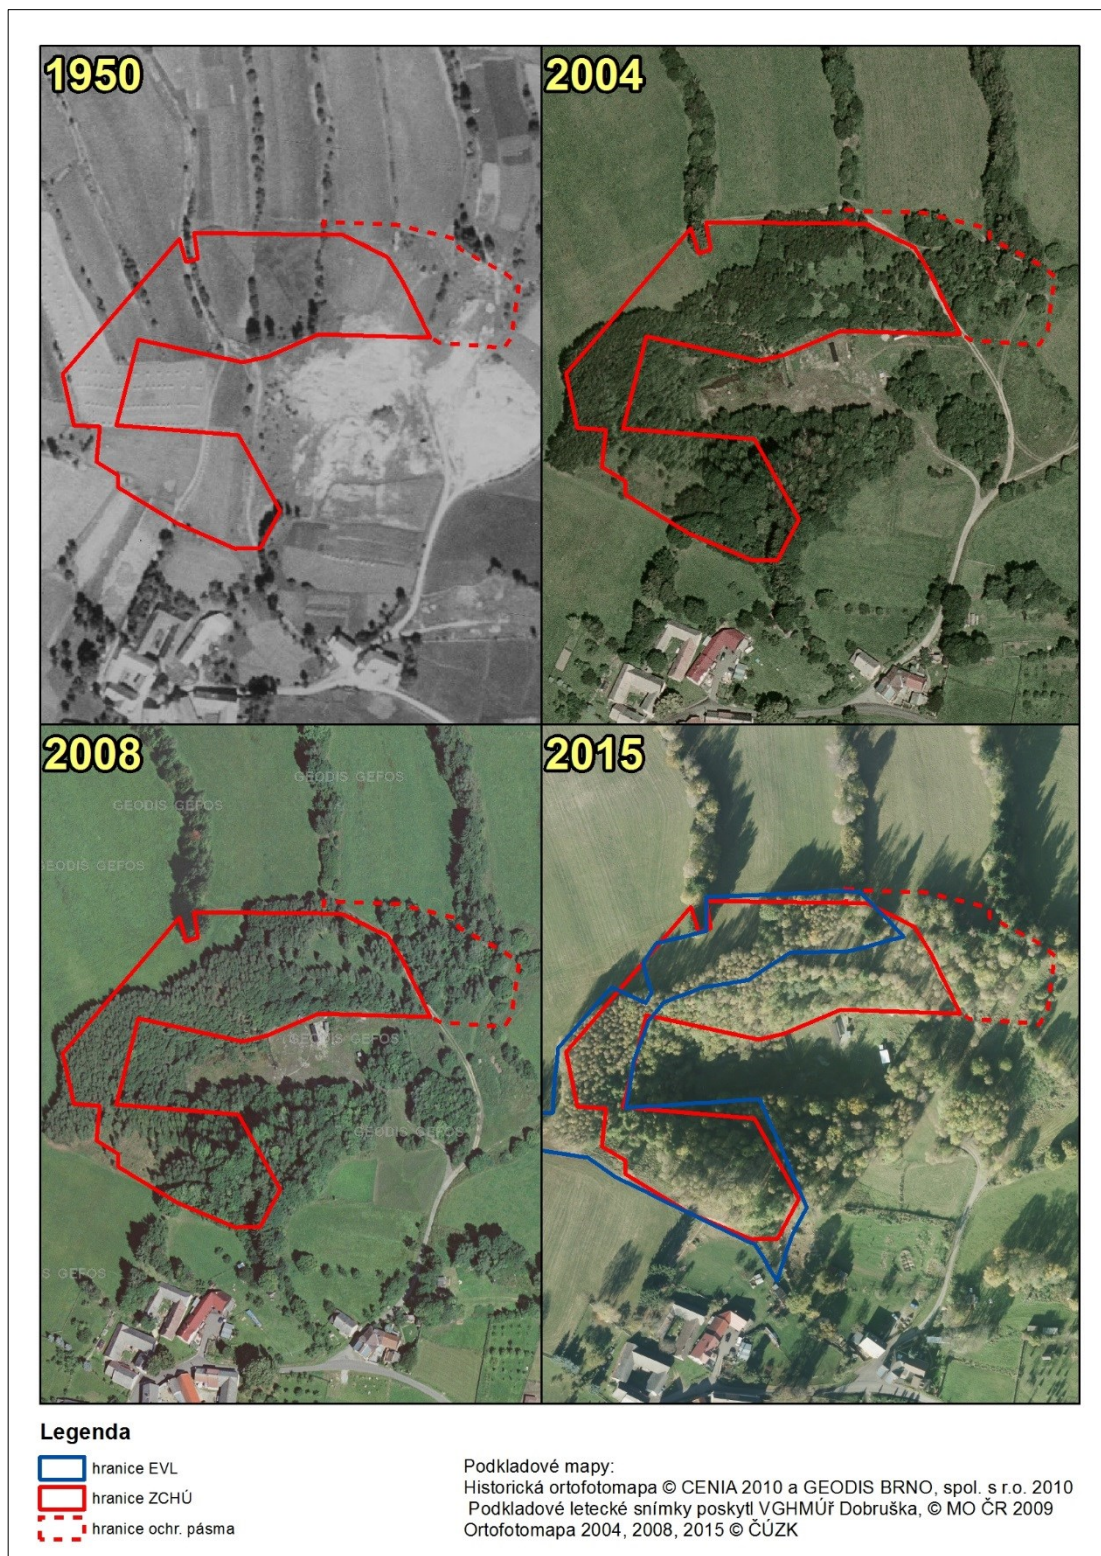 1950
2004
2008
GEODIS GEFOS
GEODIS GEFOS
GEODIS GEFOS
GEODIS GEFOS
GEODIS GEFOS
S GEFOS
2015
Legenda
hranice EVL
hranice ZCHÚ
hranice ochr. pásma
Podkladové mapy:
Historická ortofotomapa © CENIA 2010 a GEODIS BRNO, spol. s r.o. 2010
Podkladové letecké snímky poskytl VGHMÚř Dobruška, © MO ČR 2009
Ortofotomapa 2004, 2008, 2015 © ČÚZK